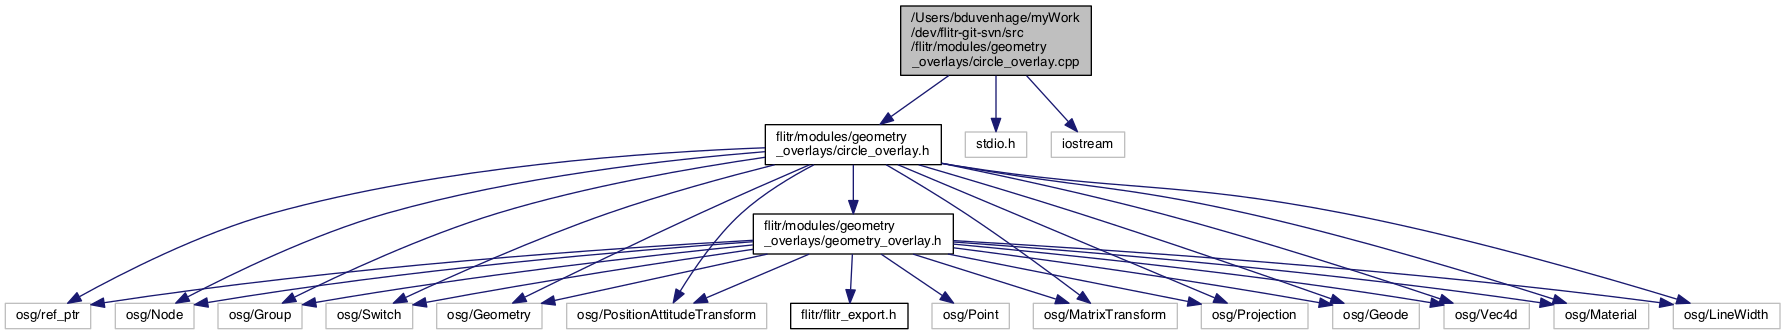 /Users/bduvenhage/myWork
/dev/flitr-git-svn/src
/flitr/modules/geometry
_overlays/circle_overlay.cpp
flitr/modules/geometry
_overlays/circle_overlay.h
stdio.h
iostream
flitr/modules/geometry
_overlays/geometry_overlay.h
osg/ref_ptr
osg/Node
osg/Group
osg/Switch
osg/Geometry
osg/PositionAttitudeTransform
flitr/flitr_export.h
osg/Point
osg/MatrixTransform
osg/Projection
osg/Geode
osg/Vec4d
osg/Material
osg/LineWidth